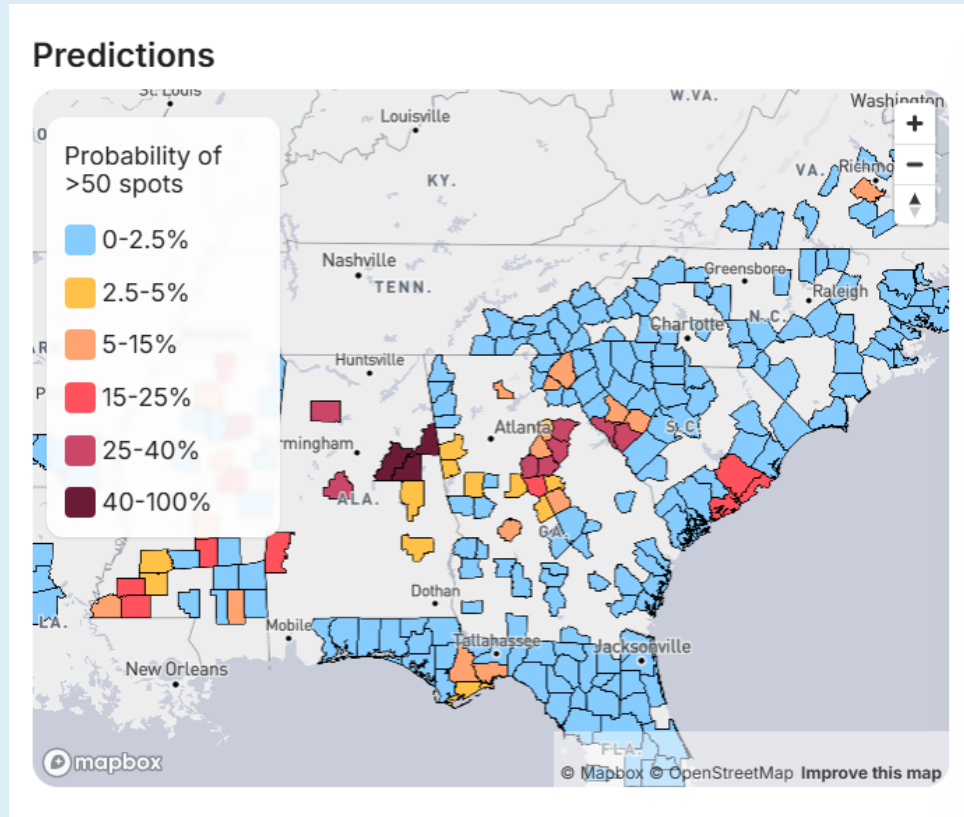 Predictions
St. Louis
Washington
Louisville
W.VA.
+
Probability of
>50 spots
KY.
VA.
−
0-2.5%
Nashville
Greensboro
2.5-5%
TENN.
Raleigh
5-15%
Charlotte
N.C.
Huntsville
15-25%
Atlanta
S.C.
25-40%
ALA.
40-100%
GA.
Dothan
LA.
Mobile
Tallahassee
Jacksonville
New Orleans
FLA.
mapbox
© Mapbox © OpenStreetMap Improve this map